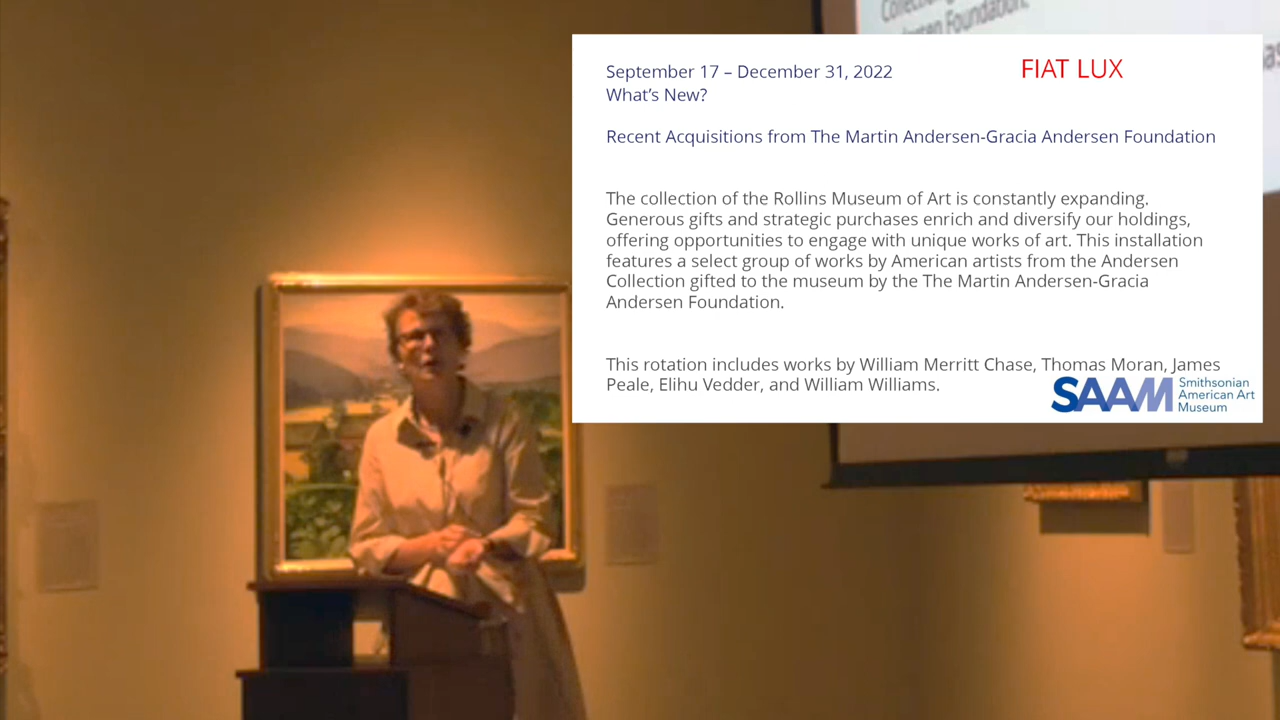 Collection
Andersen Foundation.
September 17 – December 31, 2022
FIAT LUX
What's New?
Recent Acquisitions from The Martin Andersen-Gracia Andersen Foundation
The collection of the Rollins Museum of Art is constantly expanding.
Generous gifts and strategic purchases enrich and diversify our holdings,
offering opportunities to engage with unique works of art. This installation
features a select group of works by American artists from the Andersen
Collection gifted to the museum by the The Martin Andersen-Gracia
Andersen Foundation.
This rotation includes works by William Merritt Chase, Thomas Moran, James
Peale, Elihu Vedder, and William Williams.
SAAM Smithsonian
American Art
Museum